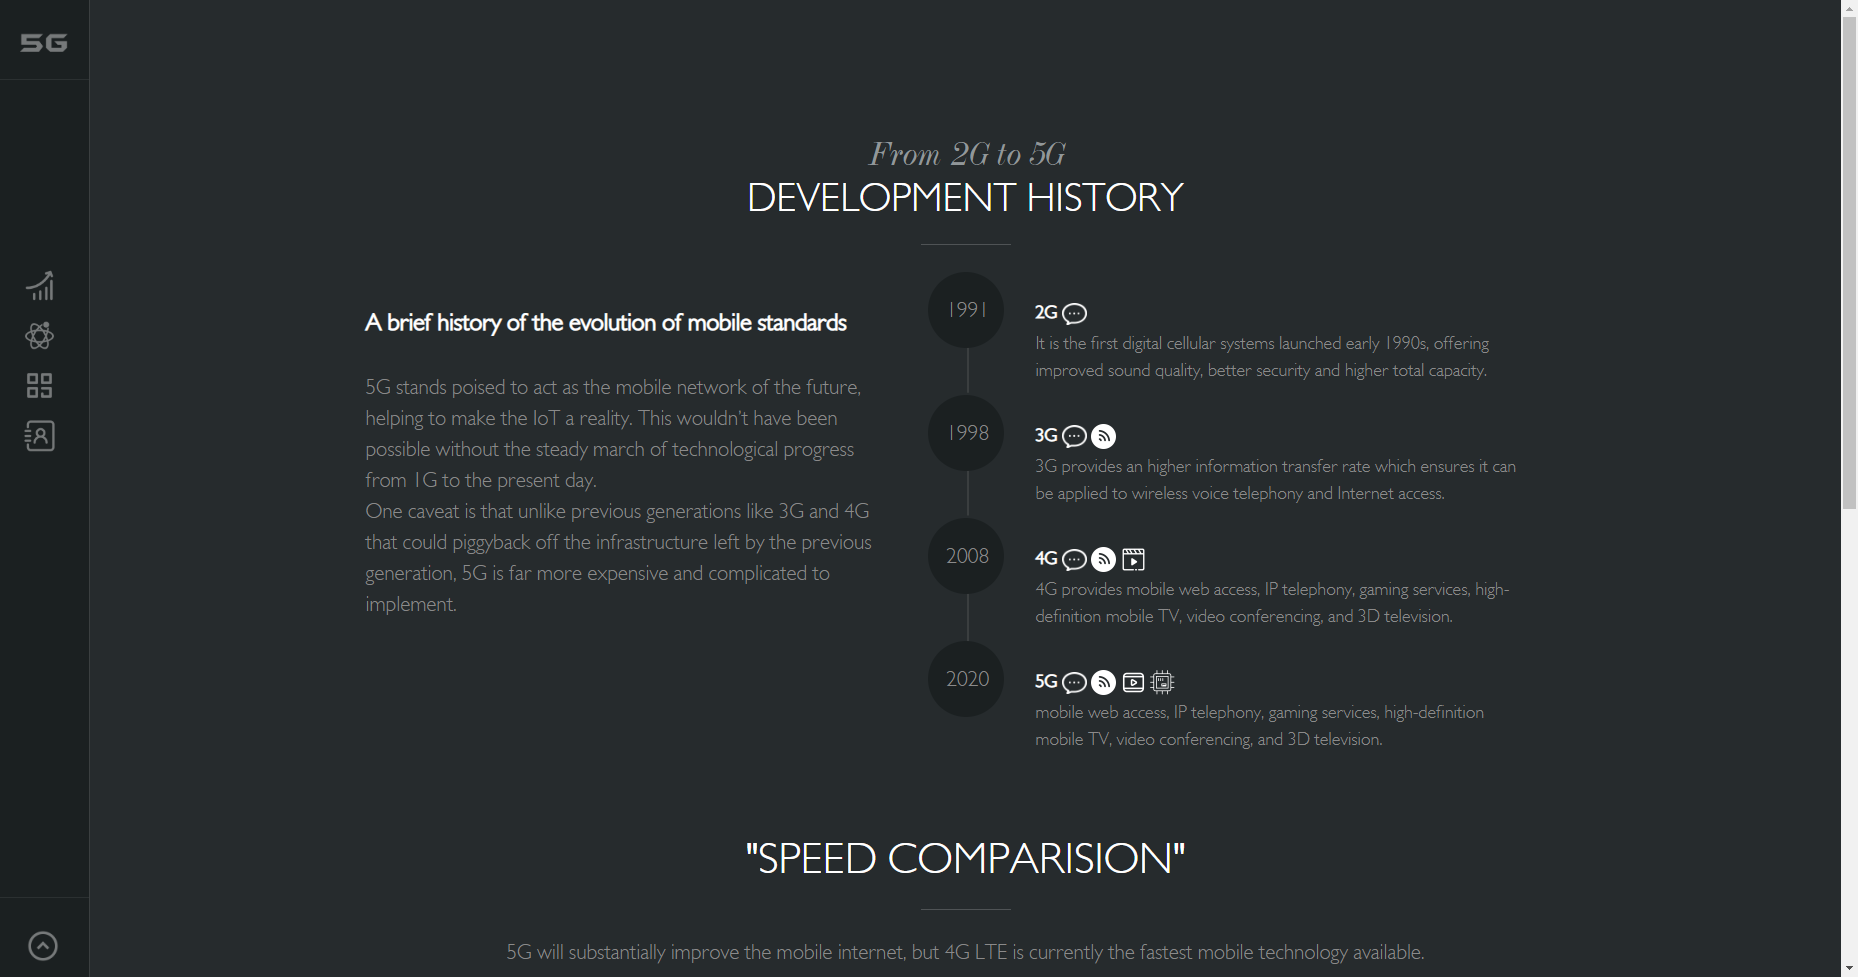 5G
From 2G to 5G
DEVELOPMENT HISTORY
A brief history of the evolution of mobile standards
5G stands poised to act as the mobile network of the future,
helping to make the IoT a reality. This wouldn't have been
possible without the steady march of technological progress
from 1G to the present day.
One caveat is that unlike previous generations like 3G and 4G
that could piggyback off the infrastructure left by the previous
generation, 5G is far more expensive and complicated to
implement.
1991
2G
It is the first digital cellular systems launched early 1990s, offering
improved sound quality, better security and higher total capacity.
1998
3G
3G provides an higher information transfer rate which ensures it can
be applied to wireless voice telephony and Internet access.
2008
4G
4G provides mobile web access, IP telephony, gaming services, high-
definition mobile TV, video conferencing, and 3D television.
2020
5G
mobile web access, IP telephony, gaming services, high-definition
mobile TV, video conferencing, and 3D television.
"SPEED COMPARISION"
5G will substantially improve the mobile internet, but 4G LTE is currently the fastest mobile technology available.